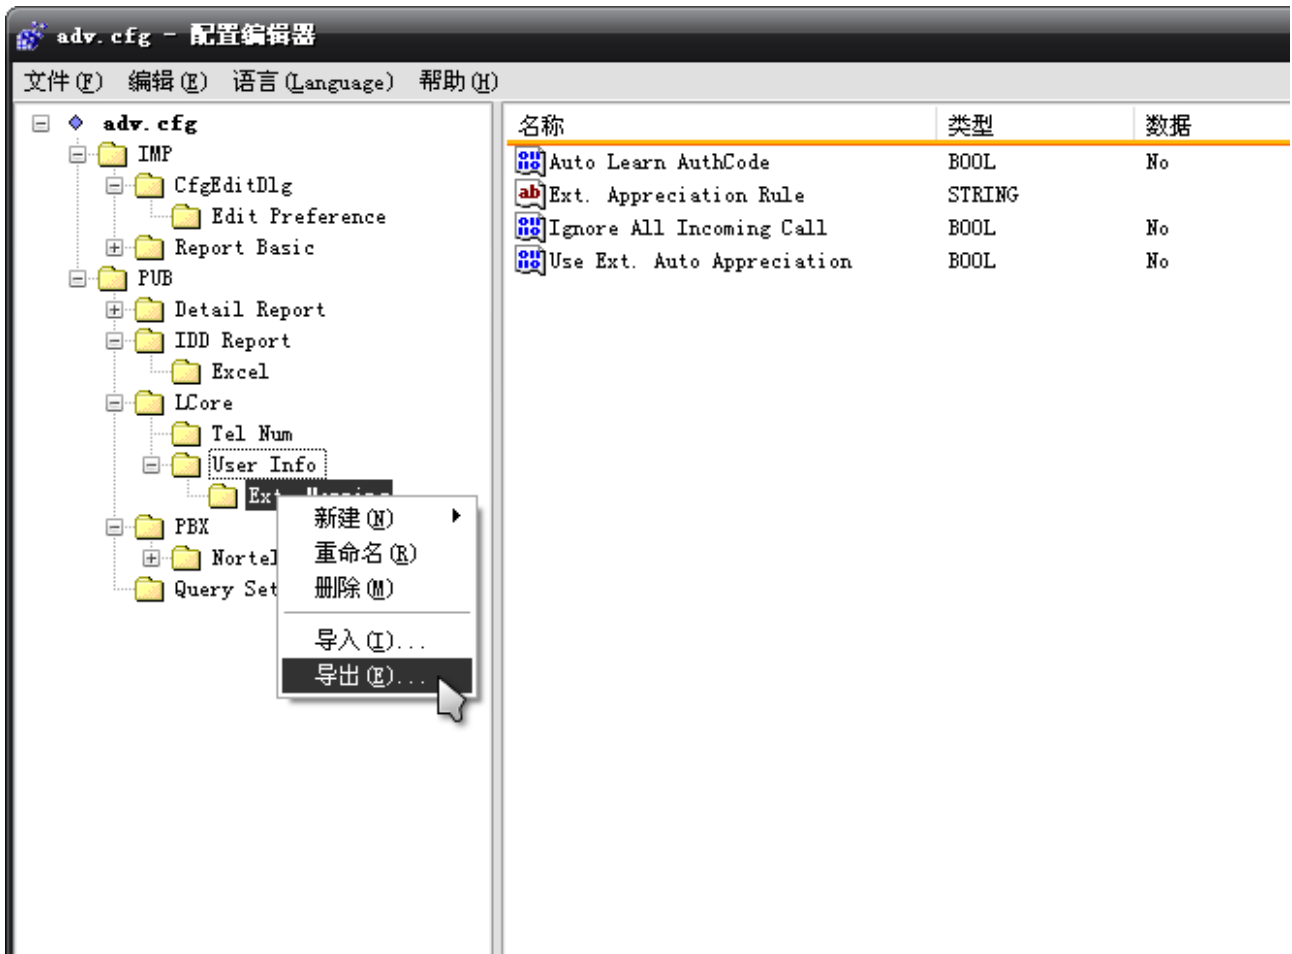 adv.cfg - 配置编辑器
文件(F) 编辑(E) 语言(Language) 帮助(H)
adv.cfg
IMP
CfgEditDlg
Edit Preference
Report Basic
PUB
Detail Report
IDD Report
Excel
LCore
Tel Num
User Info
Ext.
PBX
Nortel
Query Set
新建(N)
重命名(R)
删除(M)
导入(I)...
导出(E)...
名称 类型 数据
Auto Learn AuthCode BOOL No
Ext. Appreciation Rule STRING
Ignore All Incoming Call BOOL No
Use Ext. Auto Appreciation BOOL No